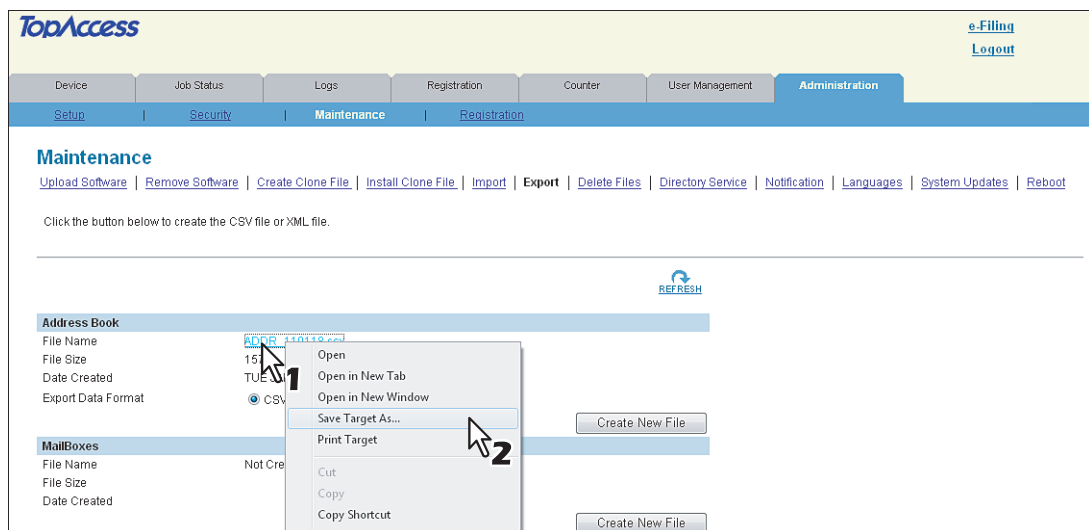 TopAccess
e-Filing
Logout
Device Job Status Logs Registration Counter User Management Administration
Setup | Security | Maintenance | Registration
Maintenance
Upload Software | Remove Software | Create Clone File | Install Clone File | Import | Export | Delete Files | Directory Service | Notification | Languages | System Updates | Reboot
Click the button below to create the CSV file or XML file.
REFRESH
Address Book
File Name
File Size
Date Created TUE
Export Data Format CSV
Open
Open in New Tab
Open in New Window
Save Target As...
Print Target
Cut
Copy
Copy Shortcut
1
2
Create New File
MailBoxes
File Name Not Cre
File Size
Date Created
Create New File